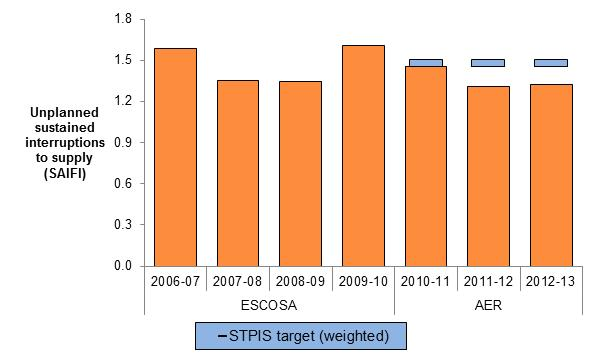 1.8
1.5
1.2
0.9
0.6
0.3
0.0
Unplanned
sustained
interruptions
to supply
(SAIFI)
2006-07 2007-08 2008-09 2009-10 2010-11 2011-12 2012-13
ESCOSA AER
STPIS target (weighted)